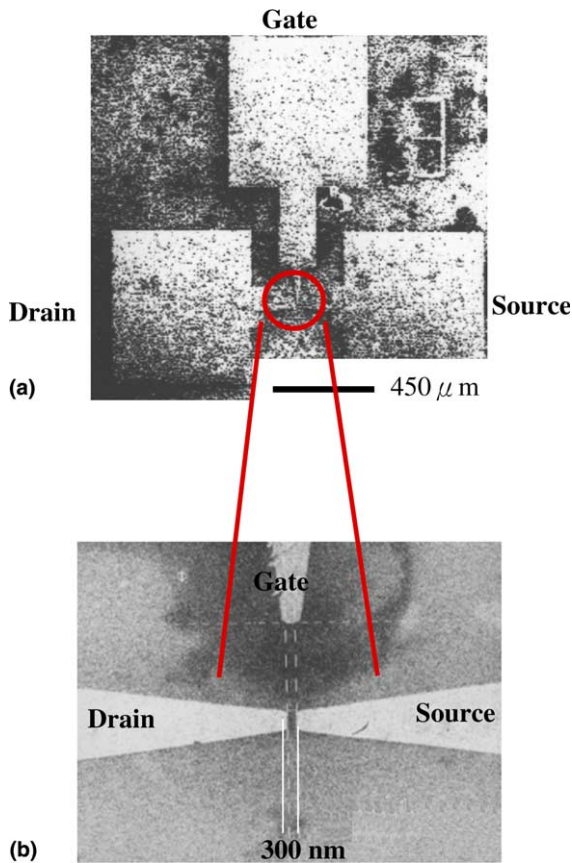 Gate
Drain
Source
(a)
450 μm
Gate
Drain
Source
(b)
300 nm